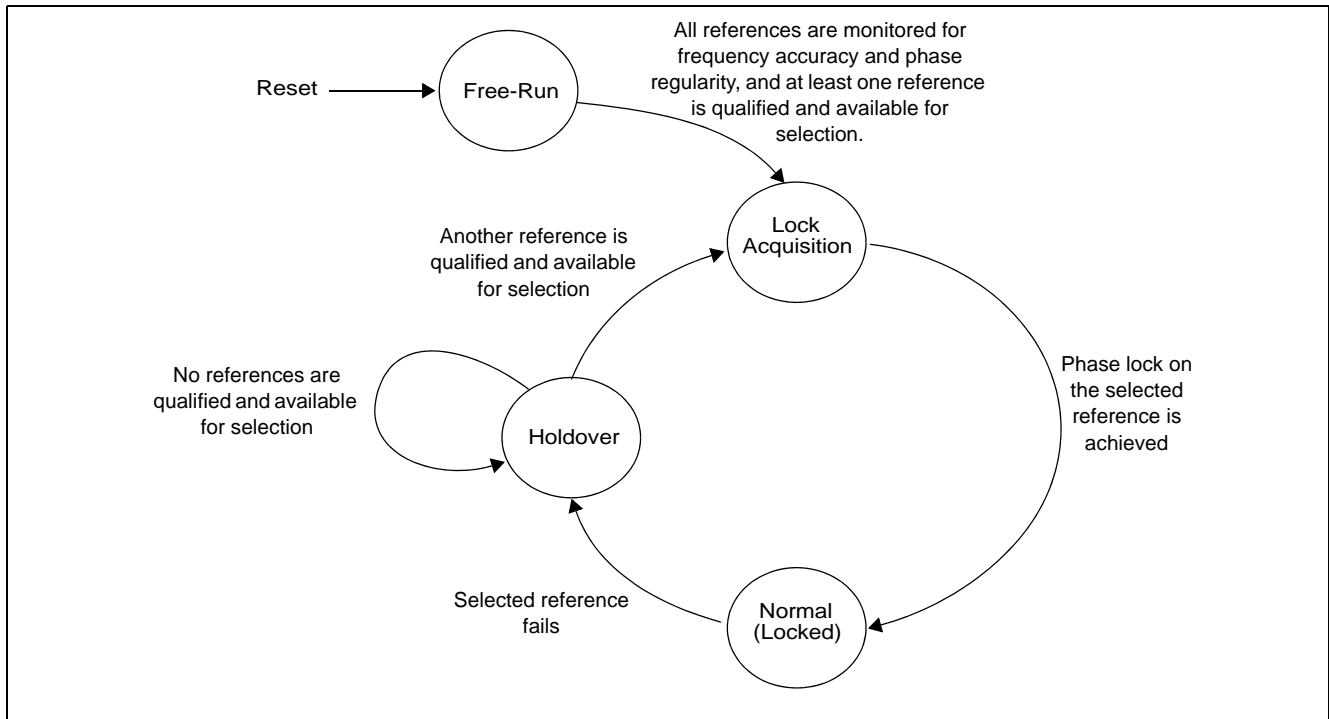 Reset
Free-Run
All references are monitored for
frequency accuracy and phase
regularity, and at least one reference
is qualified and available for
selection.
Lock
Acquisition
Another reference is
qualified and available
for selection
No references are
qualified and available
for selection
Holdover
Phase lock on
the selected
reference is
achieved
Selected reference
fails
Normal
(Locked)